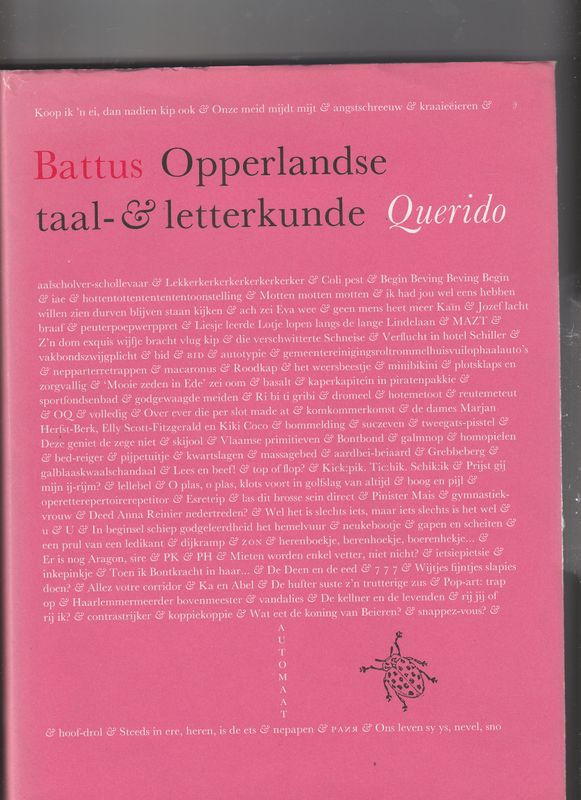 Koop ik 'n ei, dan nadien kip ook & Onze meid mijdt mijt & angstschreeuw & kraaieëieren &
Battus Opperlandse
taal- & letterkunde Querido
aalscholver-schollevaar & Lekkerkerkerkerkerkerkerker & Coli pest & Begin Beving Beving Begin
& iae & hottentottententententoonstelling & Motten motten motten & ik had jou wel eens hebben
willen zien durven blijven staan kijken & ach zei Eva wee & geen mens heet meer Kaïn & Jozef lacht
braaf & peuterpoepwerppret & Liesje leerde Lotje lopen langs de lange Lindelaan & MAZT &
Z'n dom exquis wijfje bracht vlug kip & die verschwitterte Schneise & Verflucht in hotel Schiller &
vakbondszwijgplicht & bid & BID & autotypie & gemeentereinigingsroltrommelhuisvuilophaalauto's
& nepparterretrappen & macaronus & Roodkap & het weersbeestje & minibikini & plotsklaps en
zorgvallig & 'Mooie zeden in Ede' zei oom & basalt & kaperkapitein in piratenpakkie &
sportfondsenbad & godgewaagde meiden & Ri bi ti gribi & dromeel & hotemetoot & reutemeteut
& OQ & volledig & Over ever die per slot made at & komkommerkomst & de dames Marjan
Herfst-Berk, Elly Scott-Fitzgerald en Kiki Coco & bommelding & suczeven & tweegats-pisstel &
Deze geniet de zege niet & skijool & Vlaamse primitieven & Bontbond & galmnop & homopielen
& bed-reiger & pijpetuitje & kwartslagen & massagebed & aardbei-beiaard & Grebbeberg &
galblaaskwaalschandaal & Lees en beef! & top of flop? & Kick:pik. Tic:hik. Schik:ik & Prijst gij
mijn ij-rijm? & lellebel & O plas, o plas, klots voort in golfslag van altijd & boog en pijl &
operetterepertoirerepetitor & Esreteip & las dit brosse sein direct & Pinister Mais & gymnastiek-
vrouw & Deed Anna Reinier nedertreden? & Wel het is slechts iets, maar iets slechts is het wel &
u & U & In beginsel schiep godgeleerdheid het hemelvuur & neukebootje & gapen en scheiten &
een prul van een ledikant & dijkramp & ZON & herenboekje, berenhoekje, boerenhekje... &
Er is nog Aragon, sire & PK & PH & Mieten worden enkel vetter, niet nicht? & ietsiepietsie &
inkepinkje & Toen ik Bontkracht in haar... & De Deen en de eed & 7 7 7 & Wijtjes fijntjes slapies
doen? & Allez votre corridor & Ka en Abel & De hufter suste z'n trutterige zus & Pop-art: trap
op & Haarlemmermeerder bovenmeester & vandalies & De kellner en de levenden & rij jij of
rij ik? & contrastrijker & koppiekoppie & Wat eet de koning van Beieren? & snappez-vous? &
AUTOMAAT
& hoof-drol & Steeds in ere, heren, is de ets & nepapen & PANЯ & Ons leven sy ys, nevel, sno